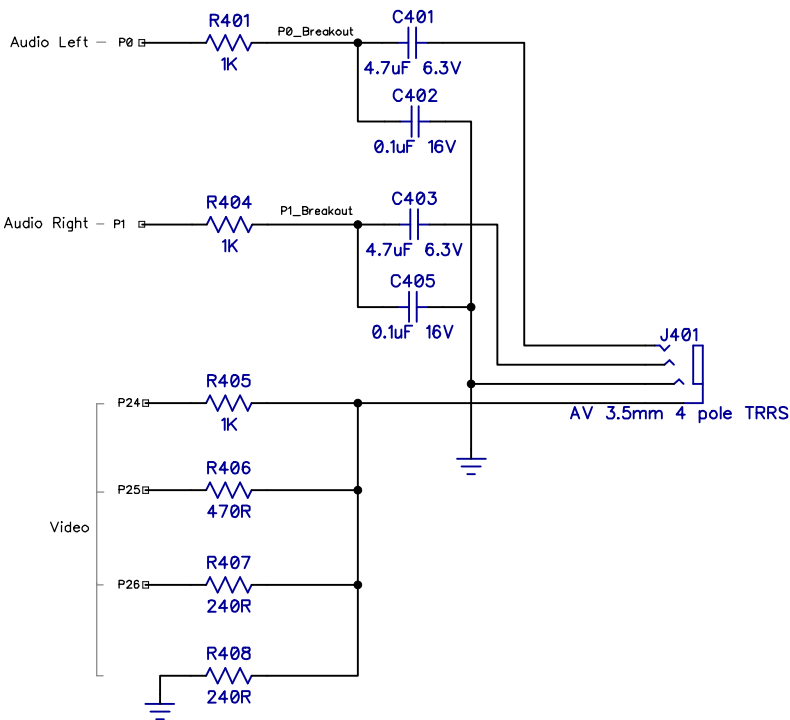 R401
C401
Audio Left
P0
P0_Breakout
1K
4.7uF 6.3V
C402
0.1uF 16V
R404
C403
Audio Right
P1
P1_Breakout
1K
4.7uF 6.3V
C405
0.1uF 16V
J401
R405
P24
1K
AV 3.5mm 4 pole TRRS
R406
P25
470R
Video
R407
P26
240R
R408
240R